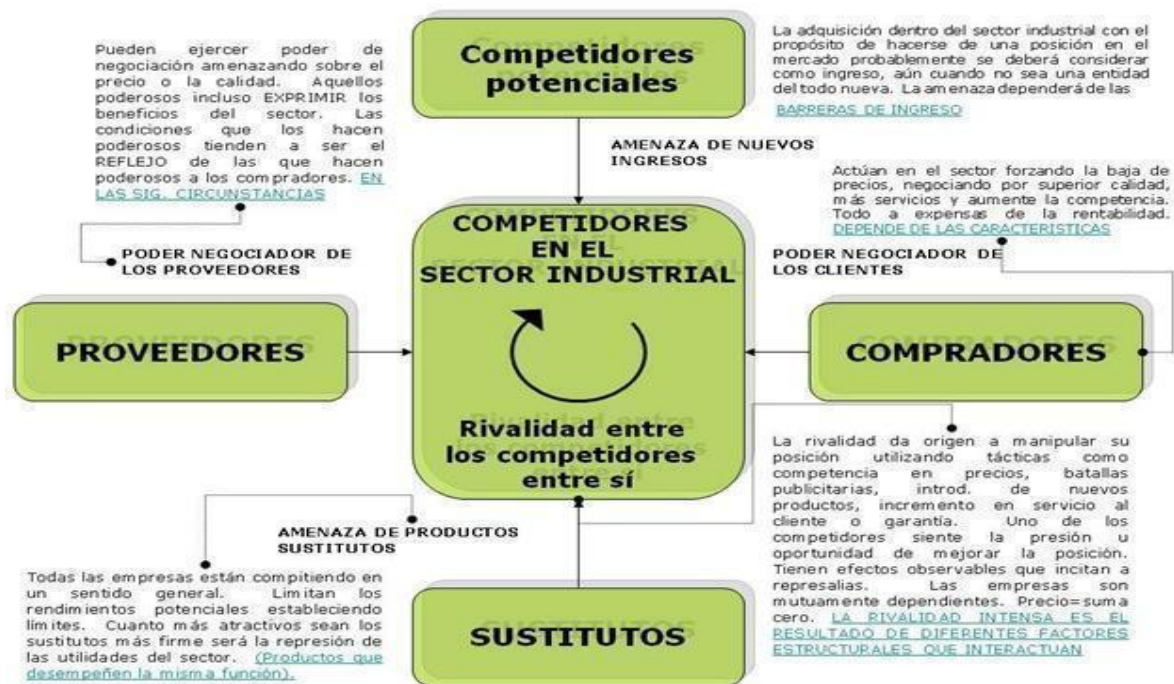 Pueden ejercer poder de
negociación amenazando sobre el
precio o la calidad. Aquellos
poderosos incluso EXPRIMIR los
beneficios del sector. Las
condiciones que los hacen
poderosos tienden a ser el
REFLEJO de las que hacen
poderosos a los compradores. EN
LAS SIG. CIRCUNSTANCIAS
Competidores
potenciales
La adquisición dentro del sector industrial con el
propósito de hacerse de una posición en el
mercado probablemente se deberá considerar
como ingreso, aún cuando no sea una entidad
del todo nueva. La amenaza dependerá de las
BARRERAS DE INGRESO
AMENAZA DE NUEVOS
INGRESOS
Actúan en el sector forzando la baja de
precios, negociando por superior calidad,
más servicios y aumente la competencia.
Todo a expensas de la rentabilidad.
DEPENDE DE LAS CARACTERISTICAS
PODER NEGOCIADOR DE
LOS PROVEEDORES
COMPETIDORES
EN EL
SECTOR INDUSTRIAL
PODER NEGOCIADOR DE
LOS CLIENTES
PROVEEDORES
COMPRADORES
Rivalidad entre
los competidores
entre sí
La rivalidad da origen a manipular su
posición utilizando tácticas como
competencia en precios, batallas
publicitarias, introd. de nuevos
productos, incremento en servicio al
cliente o garantía. Uno de los
competidores siente la presión u
oportunidad de mejorar la posición.
Tienen efectos observables que incitan a
represalias. Las empresas son
mutuamente dependientes. Precio=suma
cero. LA RIVALIDAD INTENSA ES EL
RESULTADO DE DIFERENTES FACTORES
ESTRUCTURALES QUE INTERACTUAN
AMENAZA DE PRODUCTOS
SUSTITUTOS
Todas las empresas están compitiendo en
un sentido general. Limitan los
rendimientos potenciales estableciendo
límites. Cuanto más atractivos sean los
sustitutos más firme será la represión de
las utilidades del sector. (Productos que
desempeñen la misma función).
SUSTITUTOS